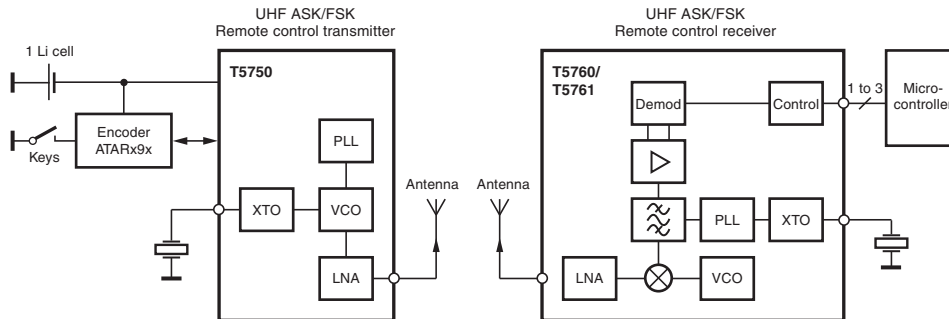 UHF ASK/FSK
Remote control transmitter
1 Li cell
T5750
Encoder
ATARx9x
Keys
PLL
XTO
VCO
LNA
Antenna
UHF ASK/FSK
Remote control receiver
Antenna
T5760/
T5761
Demod
Control
1 to 3
Micro-
controller
PLL
XTO
LNA
VCO